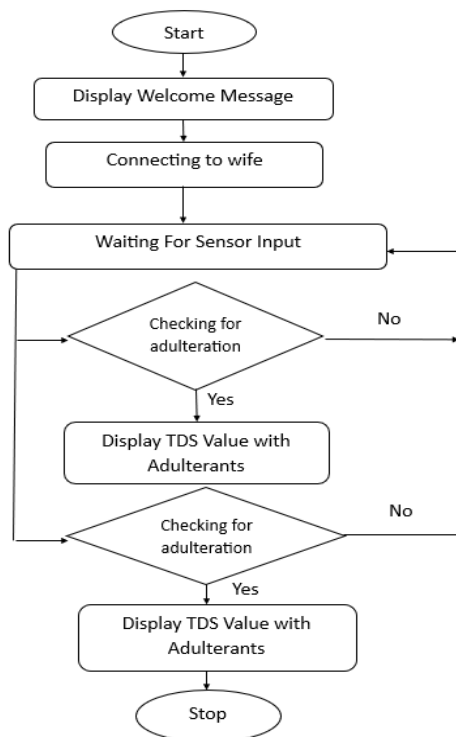 Start
Display Welcome Message
Connecting to wife
Waiting For Sensor Input
Checking for
adulteration
No
Yes
Display TDS Value with
Adulterants
Checking for
adulteration
No
Yes
Display TDS Value with
Adulterants
Stop